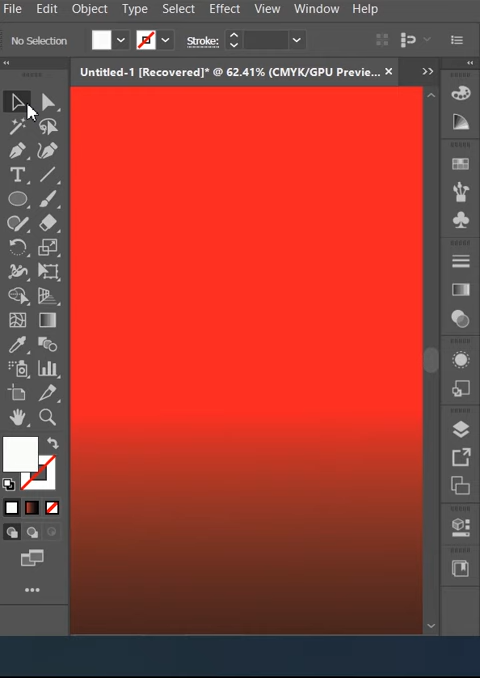 File Edit Object Type Select Effect View Window Help
No Selection Stroke:
Untitled-1 [Recovered]* @ 62.41% (CMYK/GPU Previe... ×